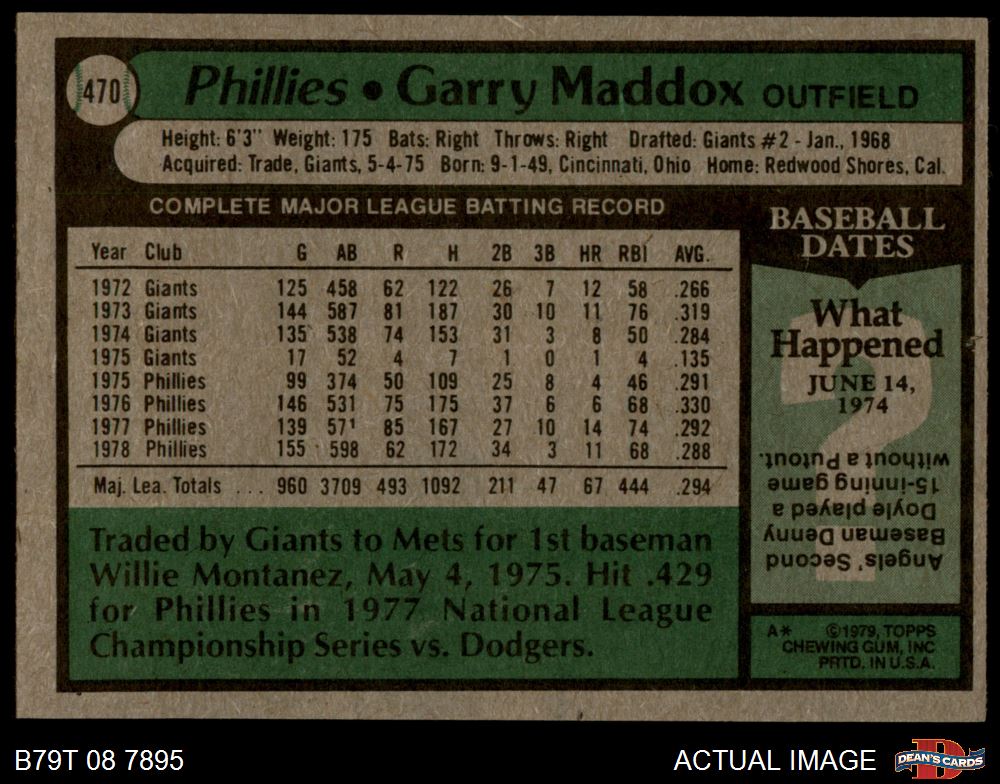 470 Phillies • Garry Maddox OUTFIELD
Height: 6'3" Weight: 175 Bats: Right Throws: Right Drafted: Giants #2 - Jan., 1968
Acquired: Trade, Giants, 5-4-75 Born: 9-1-49, Cincinnati, Ohio Home: Redwood Shores, Cal.
COMPLETE MAJOR LEAGUE BATTING RECORD
Year Club G AB R H 2B 3B HR RBI AVG.
1972 Giants 125 458 62 122 26 7 12 58 .266
1973 Giants 144 587 81 187 30 10 11 76 .319
1974 Giants 135 538 74 153 31 3 8 50 .284
1975 Giants 17 52 4 7 1 0 1 4 .135
1975 Phillies 99 374 50 109 25 8 4 46 .291
1976 Phillies 146 531 75 175 37 6 6 68 .330
1977 Phillies 139 571 85 167 27 10 14 74 .292
1978 Phillies 155 598 62 172 34 3 11 68 .288
Maj. Lea. Totals ... 960 3709 493 1092 211 47 67 444 .294
Traded by Giants to Mets for 1st baseman
Willie Montanez, May 4, 1975. Hit .429
for Phillies in 1977 National League
Championship Series vs. Dodgers.
BASEBALL
DATES
What
Happened
JUNE 14,
1974
Angels' Second
Baseman Denny
Doyle played a
15-inning game
without a Putout.
A* ©1979, TOPPS
CHEWING GUM, INC
PRTD. IN U.S.A.
B79T 08 7895
ACTUAL IMAGE
DEAN'S CARDS